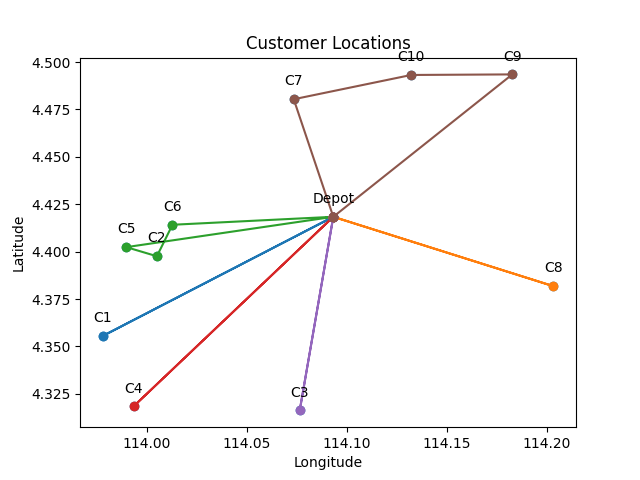 Customer Locations
C10
C9
C7
Depot
C6
C5
C2
C8
C1
C4
C3
4.500
4.475
4.450
4.425
4.400
4.375
4.350
4.325
Latitude
114.00
114.05
114.10
114.15
114.20
Longitude